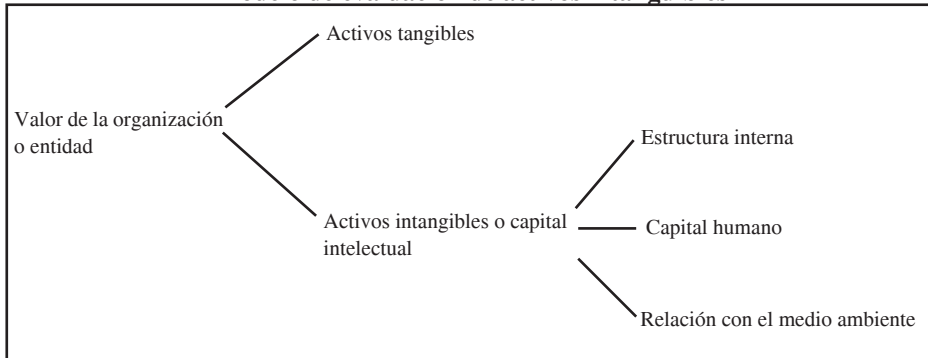 Activos tangibles
Valor de la organización
o entidad
Estructura interna
Activos intangibles o capital
intelectual
Capital humano
Relación con el medio ambiente